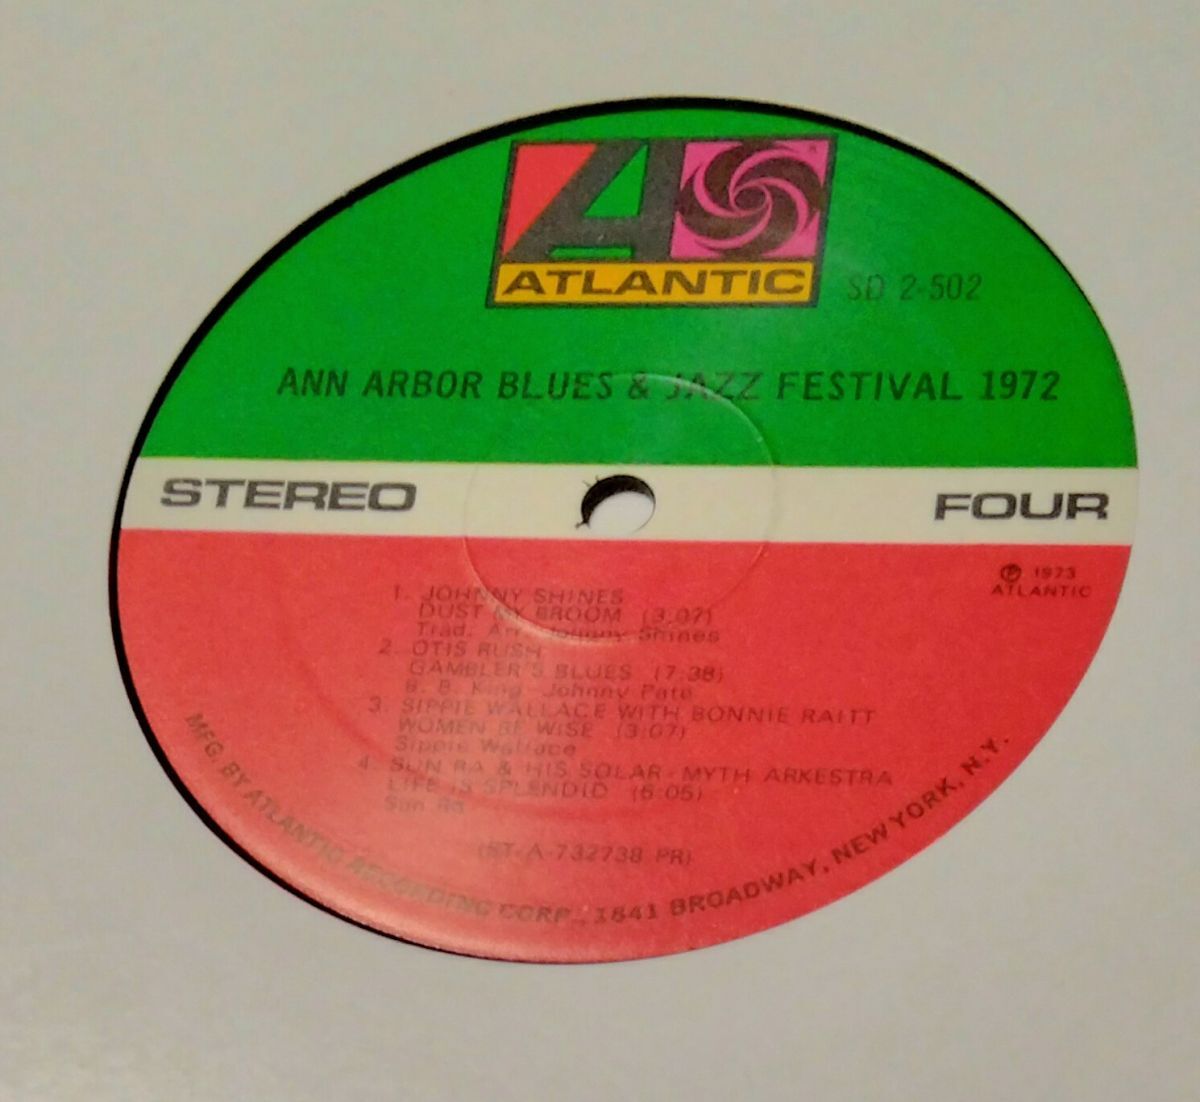 ATLANTIC
SD 2-502
ANN ARBOR BLUES & JAZZ FESTIVAL 1972
STEREO
FOUR
℗ 1973
ATLANTIC
1. JOHNNY SHINES
DUST MY BROOM (3:07)
Trad. Arr. Johnny Shines
2. OTIS RUSH
GAMBLER'S BLUES (7:38)
B. B. King-Johnny Pate
3. SIPPIE WALLACE WITH BONNIE RAITT
WOMEN BE WISE (3:07)
Sippie Wallace
4. SUN RA & HIS SOLAR-MYTH ARKESTRA
LIFE IS SPLENDID (6:05)
Sun Ra
(ST-A-732738 PR)
MFG. BY ATLANTIC RECORDING CORP., 1841 BROADWAY, NEW YORK, N.Y.